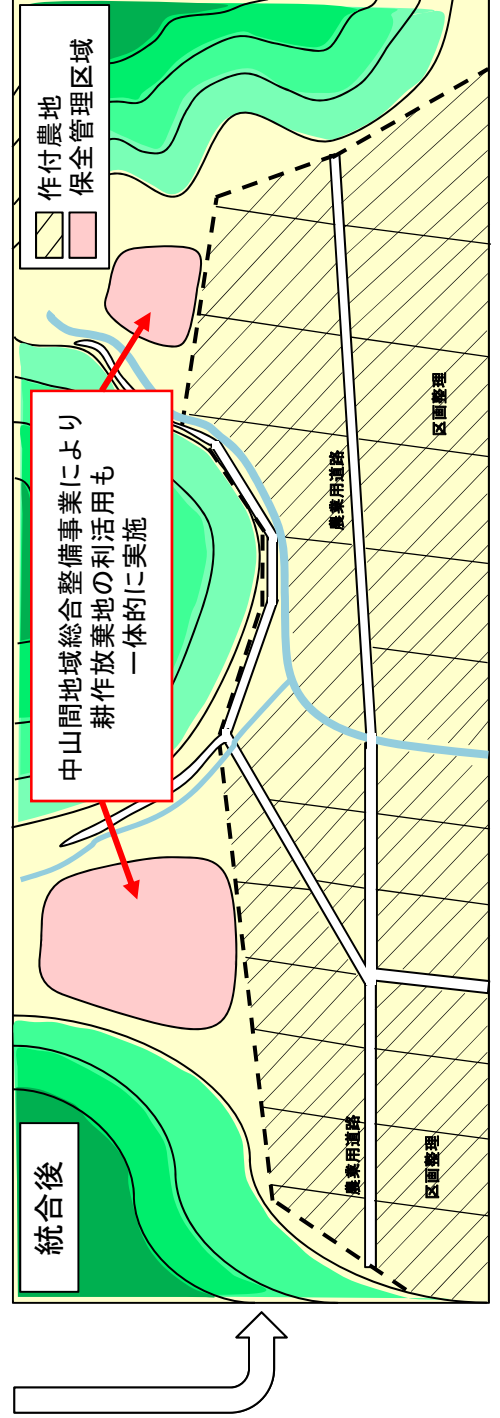 統合後
中山間地域総合整備事業により
耕作放棄地の利活用も
一体的に実施
作付農地
保全管理区域
農業用道路
区画整理
農業用道路
区画整理